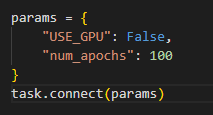 params = {
    "USE_GPU": False,
    "num_apochs": 100
}
task.connect(params)